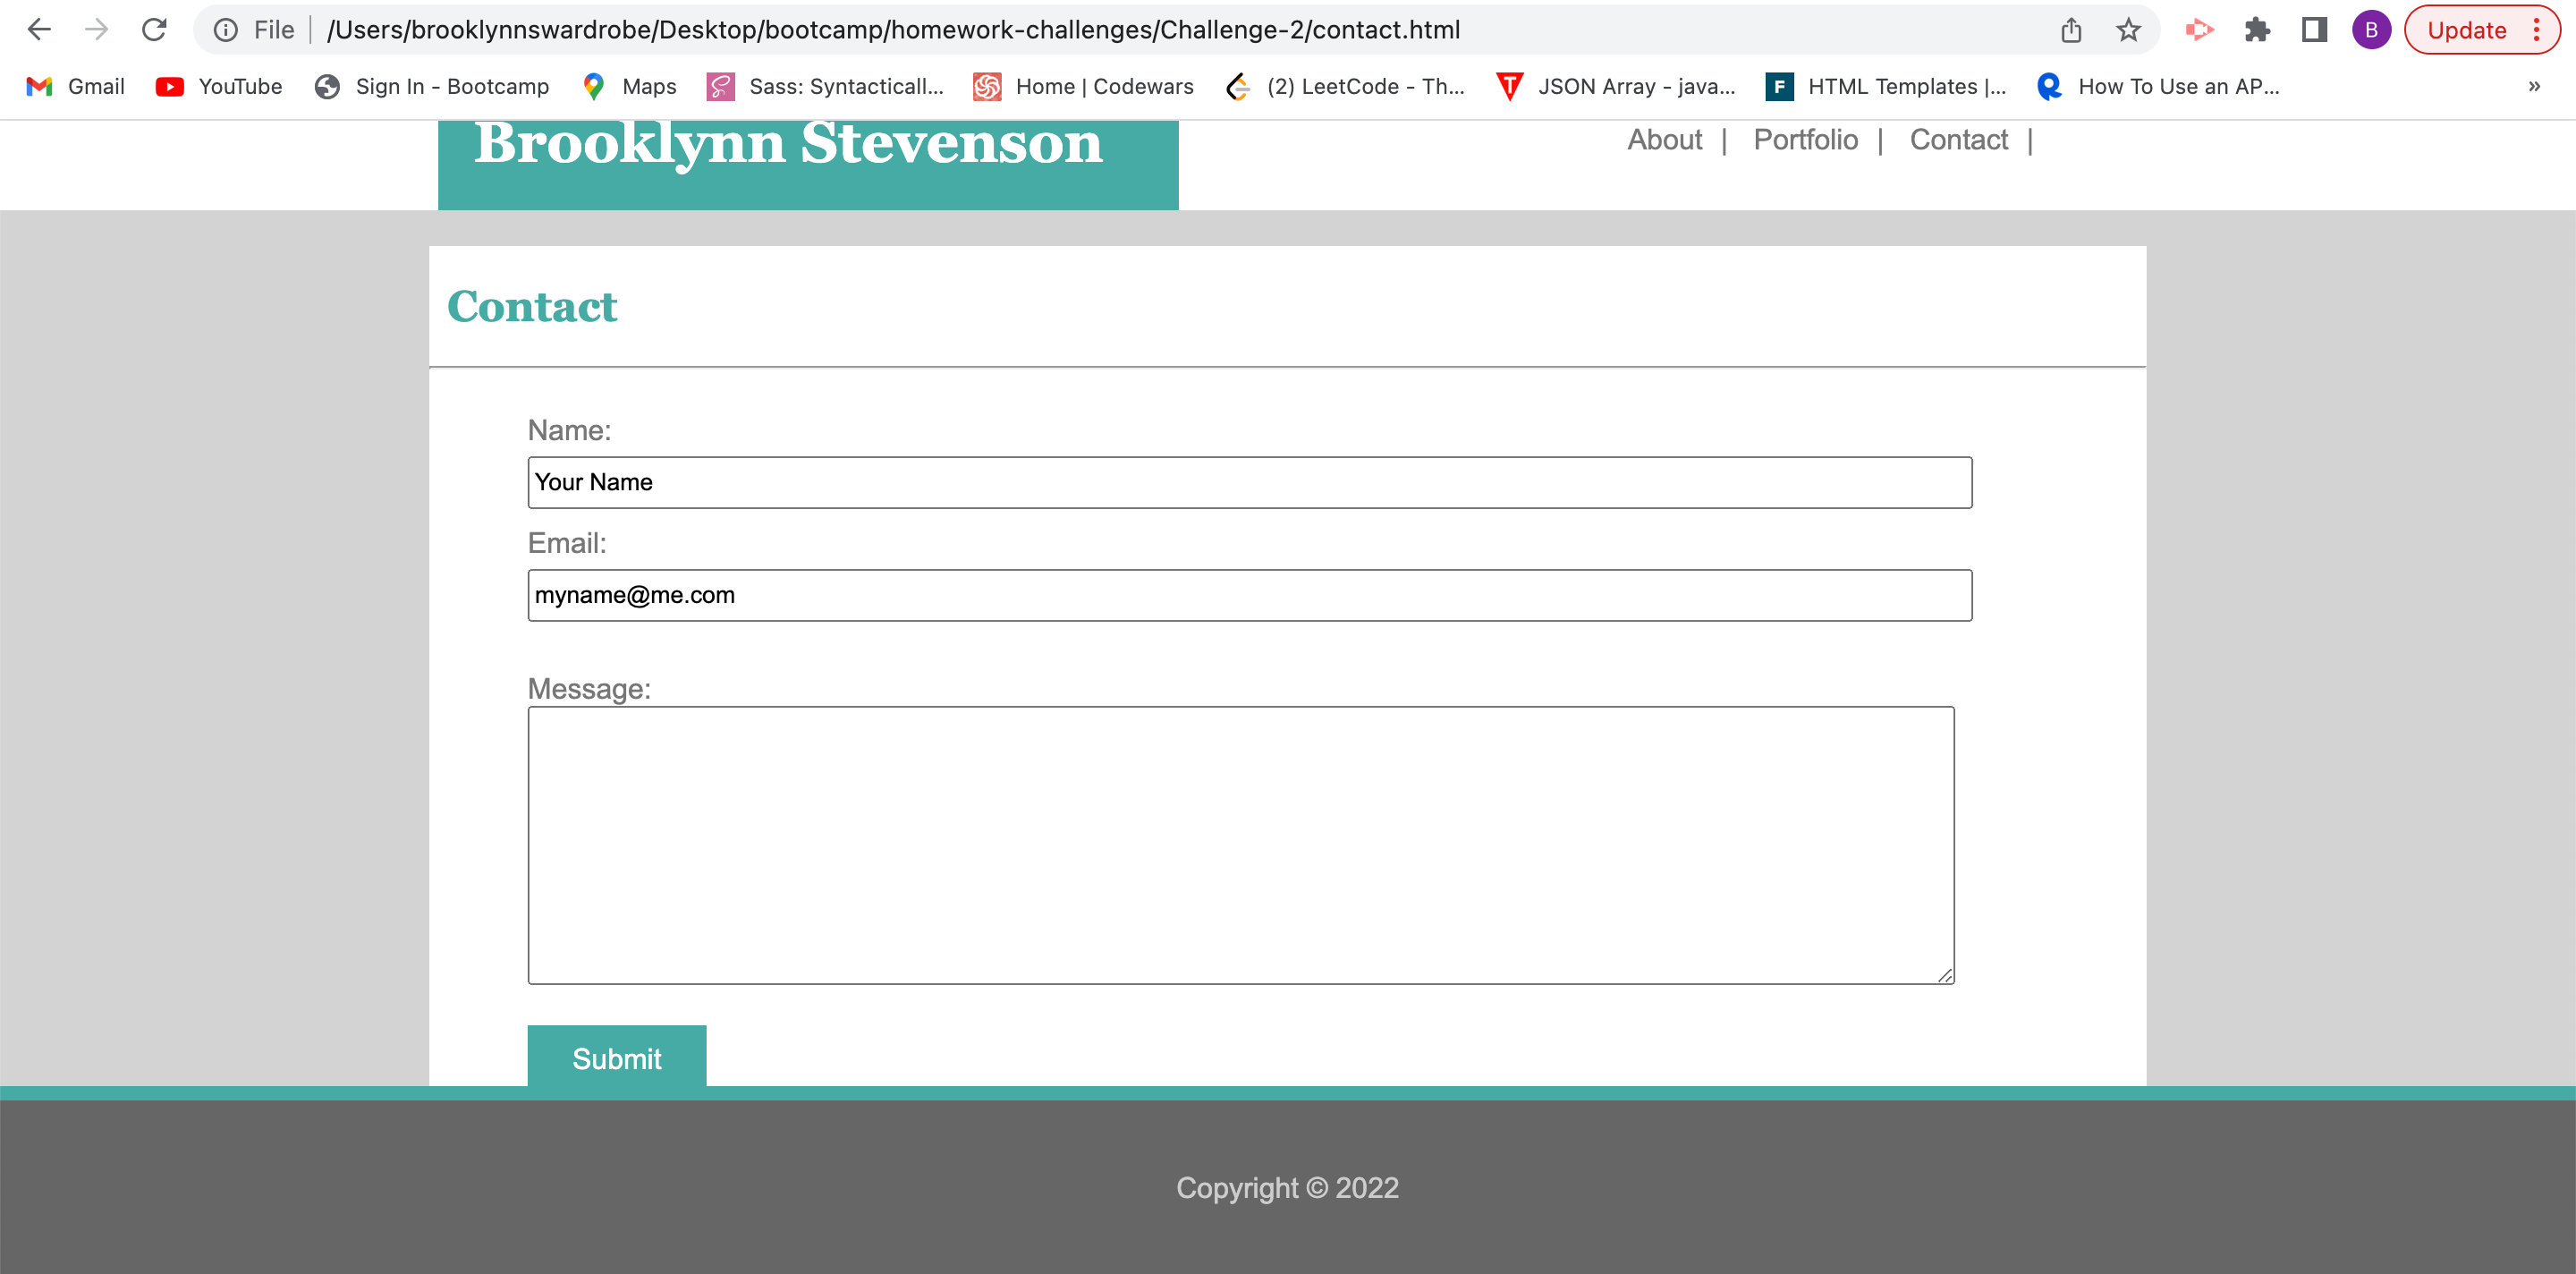 File /Users/brooklynnswardrobe/Desktop/bootcamp/homework-challenges/Challenge-2/contact.html B Update
Gmail YouTube Sign In - Bootcamp Maps Sass: Syntacticall... Home | Codewars (2) LeetCode - Th... T JSON Array - java... F HTML Templates |... How To Use an AP... »
Brooklynn Stevenson About | Portfolio | Contact |
Contact
Name:
Your Name
Email:
myname@me.com
Message:
Submit
Copyright © 2022